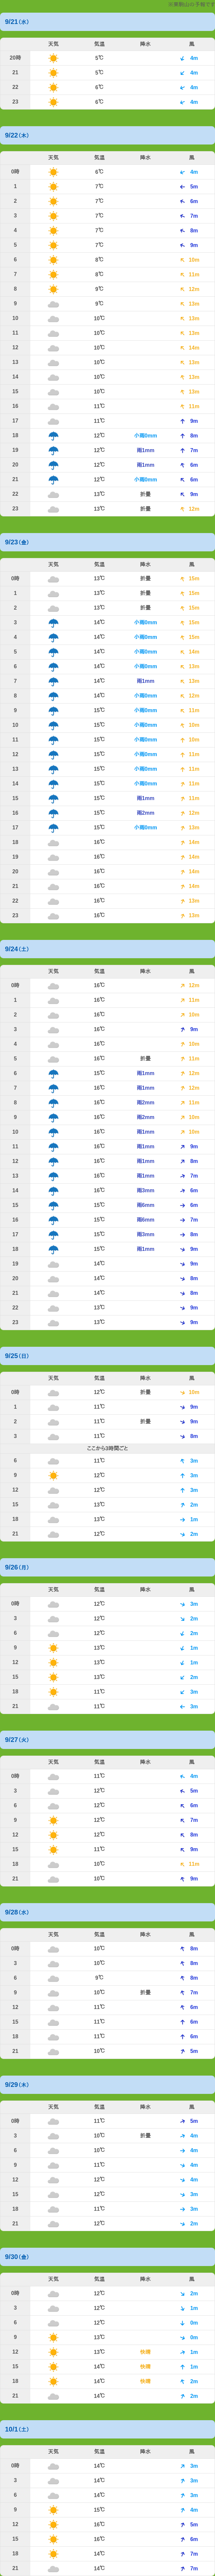 ※乗鞍山の予報です
9/21(水)
天気 気温 降水 風
20時 5℃ 4m
21 5℃ 4m
22 6℃ 4m
23 6℃ 4m
9/22(木)
天気 気温 降水 風
0時 6℃ 4m
1 7℃ 5m
2 7℃ 6m
3 7℃ 7m
4 7℃ 8m
5 7℃ 9m
6 8℃ 10m
7 8℃ 11m
8 9℃ 12m
9 9℃ 13m
10 10℃ 13m
11 10℃ 13m
12 10℃ 14m
13 10℃ 13m
14 10℃ 13m
15 10℃ 13m
16 11℃ 11m
17 11℃ 9m
18 12℃ 小雨0mm 8m
19 12℃ 雨1mm 7m
20 12℃ 雨1mm 6m
21 12℃ 小雨0mm 6m
22 13℃ 折畳 9m
23 13℃ 折畳 12m
9/23(金)
天気 気温 降水 風
0時 13℃ 折畳 15m
1 13℃ 折畳 15m
2 13℃ 折畳 15m
3 14℃ 小雨0mm 15m
4 14℃ 小雨0mm 15m
5 14℃ 小雨0mm 14m
6 14℃ 小雨0mm 13m
7 14℃ 雨1mm 13m
8 14℃ 小雨0mm 12m
9 15℃ 小雨0mm 11m
10 15℃ 小雨0mm 10m
11 15℃ 小雨0mm 10m
12 15℃ 小雨0mm 11m
13 15℃ 小雨0mm 11m
14 15℃ 小雨0mm 11m
15 15℃ 雨1mm 11m
16 15℃ 雨2mm 12m
17 15℃ 小雨0mm 13m
18 16℃ 14m
19 16℃ 14m
20 16℃ 14m
21 16℃ 14m
22 16℃ 13m
23 16℃ 13m
9/24(土)
天気 気温 降水 風
0時 16℃ 12m
1 16℃ 11m
2 16℃ 10m
3 16℃ 9m
4 16℃ 10m
5 16℃ 折畳 11m
6 15℃ 雨1mm 12m
7 16℃ 雨1mm 12m
8 16℃ 雨2mm 11m
9 16℃ 雨2mm 10m
10 16℃ 雨1mm 10m
11 16℃ 雨1mm 9m
12 16℃ 雨1mm 8m
13 16℃ 雨1mm 7m
14 16℃ 雨3mm 6m
15 16℃ 雨6mm 6m
16 15℃ 雨6mm 7m
17 15℃ 雨3mm 8m
18 15℃ 雨1mm 9m
19 14℃ 9m
20 14℃ 8m
21 14℃ 8m
22 13℃ 9m
23 13℃ 9m
9/25(日)
天気 気温 降水 風
0時 12℃ 折畳 10m
1 11℃ 9m
2 11℃ 折畳 9m
3 11℃ 8m
ここから3時間ごと
6 11℃ 3m
9 12℃ 3m
12 12℃ 3m
15 13℃ 2m
18 13℃ 1m
21 12℃ 2m
9/26(月)
天気 気温 降水 風
0時 12℃ 3m
3 12℃ 2m
6 12℃ 2m
9 13℃ 1m
12 13℃ 1m
15 13℃ 2m
18 11℃ 3m
21 11℃ 3m
9/27(火)
天気 気温 降水 風
0時 11℃ 4m
3 12℃ 5m
6 12℃ 6m
9 12℃ 7m
12 12℃ 8m
15 11℃ 9m
18 10℃ 11m
21 10℃ 9m
9/28(水)
天気 気温 降水 風
0時 10℃ 8m
3 10℃ 8m
6 9℃ 8m
9 10℃ 折畳 7m
12 11℃ 6m
15 11℃ 6m
18 11℃ 6m
21 10℃ 5m
9/29(木)
天気 気温 降水 風
0時 11℃ 5m
3 10℃ 折畳 4m
6 10℃ 4m
9 11℃ 4m
12 12℃ 4m
15 12℃ 3m
18 11℃ 3m
21 12℃ 2m
9/30(金)
天気 気温 降水 風
0時 12℃ 2m
3 12℃ 1m
6 12℃ 0m
9 13℃ 0m
12 13℃ 快晴 1m
15 14℃ 快晴 1m
18 14℃ 快晴 2m
21 14℃ 2m
10/1(土)
天気 気温 降水 風
0時 14℃ 3m
3 14℃ 3m
6 14℃ 3m
9 15℃ 4m
12 16℃ 5m
15 16℃ 6m
18 14℃ 7m
21 14℃ 7m